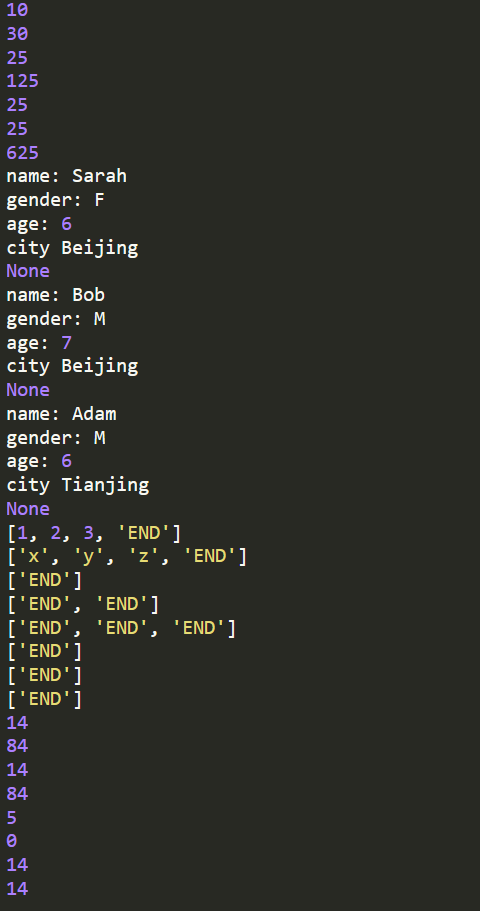 10
30
25
125
25
25
625
name: Sarah
gender: F
age: 6
city Beijing
None
name: Bob
gender: M
age: 7
city Beijing
None
name: Adam
gender: M
age: 6
city Tianjing
None
[1, 2, 3, 'END']
['x', 'y', 'z', 'END']
['END']
['END', 'END']
['END', 'END', 'END']
['END']
['END']
['END']
14
84
14
84
5
0
14
14